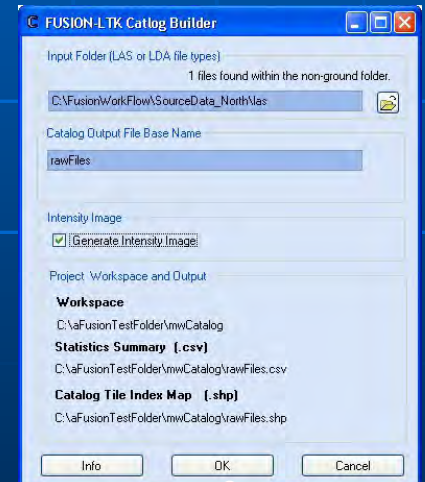 FUSION-LTK Catlog Builder
Input Folder (LAS or LDA file types)
1 files found within the non-ground folder.
C:\FusionWorkFlow\SourceData_North\las
Catalog Output File Base Name
rawFiles
Intensity Image
Generate Intensity Image
Project Workspace and Output
Workspace
C:\aFusionTestFolder\mwCatalog
Statistics Summary (.csv)
C:\aFusionTestFolder\mwCatalog\rawFiles.csv
Catalog Tile Index Map (.shp)
C:\aFusionTestFolder\mwCatalog\rawFiles.shp
Info OK Cancel